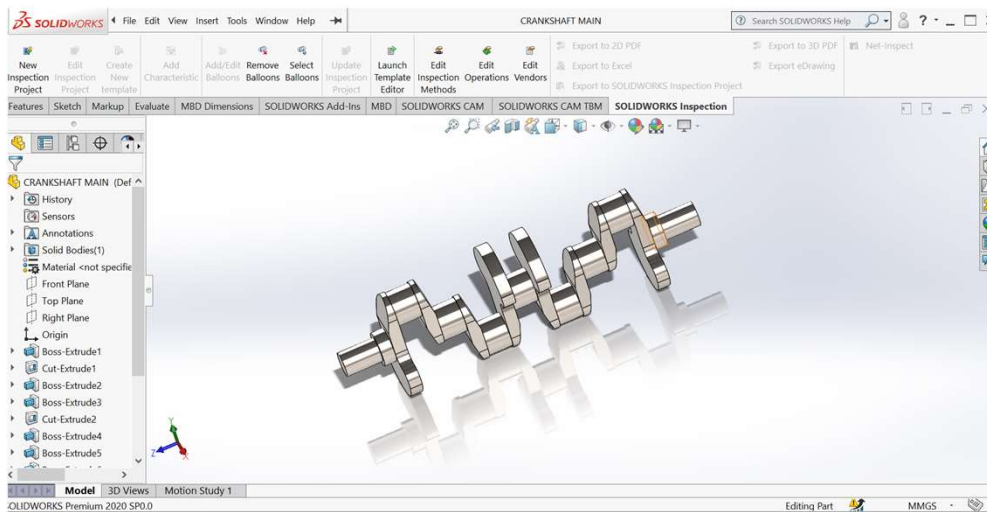 SOLIDWORKS File Edit View Insert Tools Window Help CRANKSHAFT MAIN Search SOLIDWORKS Help ?
New Inspection Project
Edit Inspection Project
Create New template
Add Characteristic
Add/Edit Balloons
Remove Balloons
Select Balloons
Update Inspection Project
Launch Template Editor
Edit Inspection Methods
Edit Operations
Edit Vendors
Export to 2D PDF
Export to Excel
Export to SOLIDWORKS Inspection Project
Export to 3D PDF
Export eDrawing
Net-Inspect
Features Sketch Markup Evaluate MBD Dimensions SOLIDWORKS Add-Ins MBD SOLIDWORKS CAM SOLIDWORKS CAM TBM SOLIDWORKS Inspection
CRANKSHAFT MAIN (Def
History
Sensors
Annotations
Solid Bodies(1)
Material <not specifie
Front Plane
Top Plane
Right Plane
Origin
Boss-Extrude1
Cut-Extrude1
Boss-Extrude2
Boss-Extrude3
Cut-Extrude2
Boss-Extrude4
Boss-Extrude5
Y
Z
X
Model 3D Views Motion Study 1
SOLIDWORKS Premium 2020 SP0.0 Editing Part MMGS